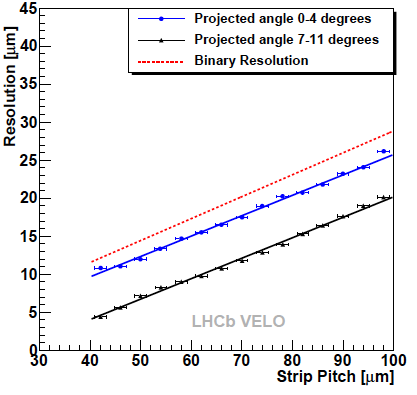 Resolution [μm]
45
40
35
30
25
20
15
10
5
0
Projected angle 0-4 degrees
Projected angle 7-11 degrees
Binary Resolution
LHCb VELO
30 40 50 60 70 80 90 100
Strip Pitch [μm]